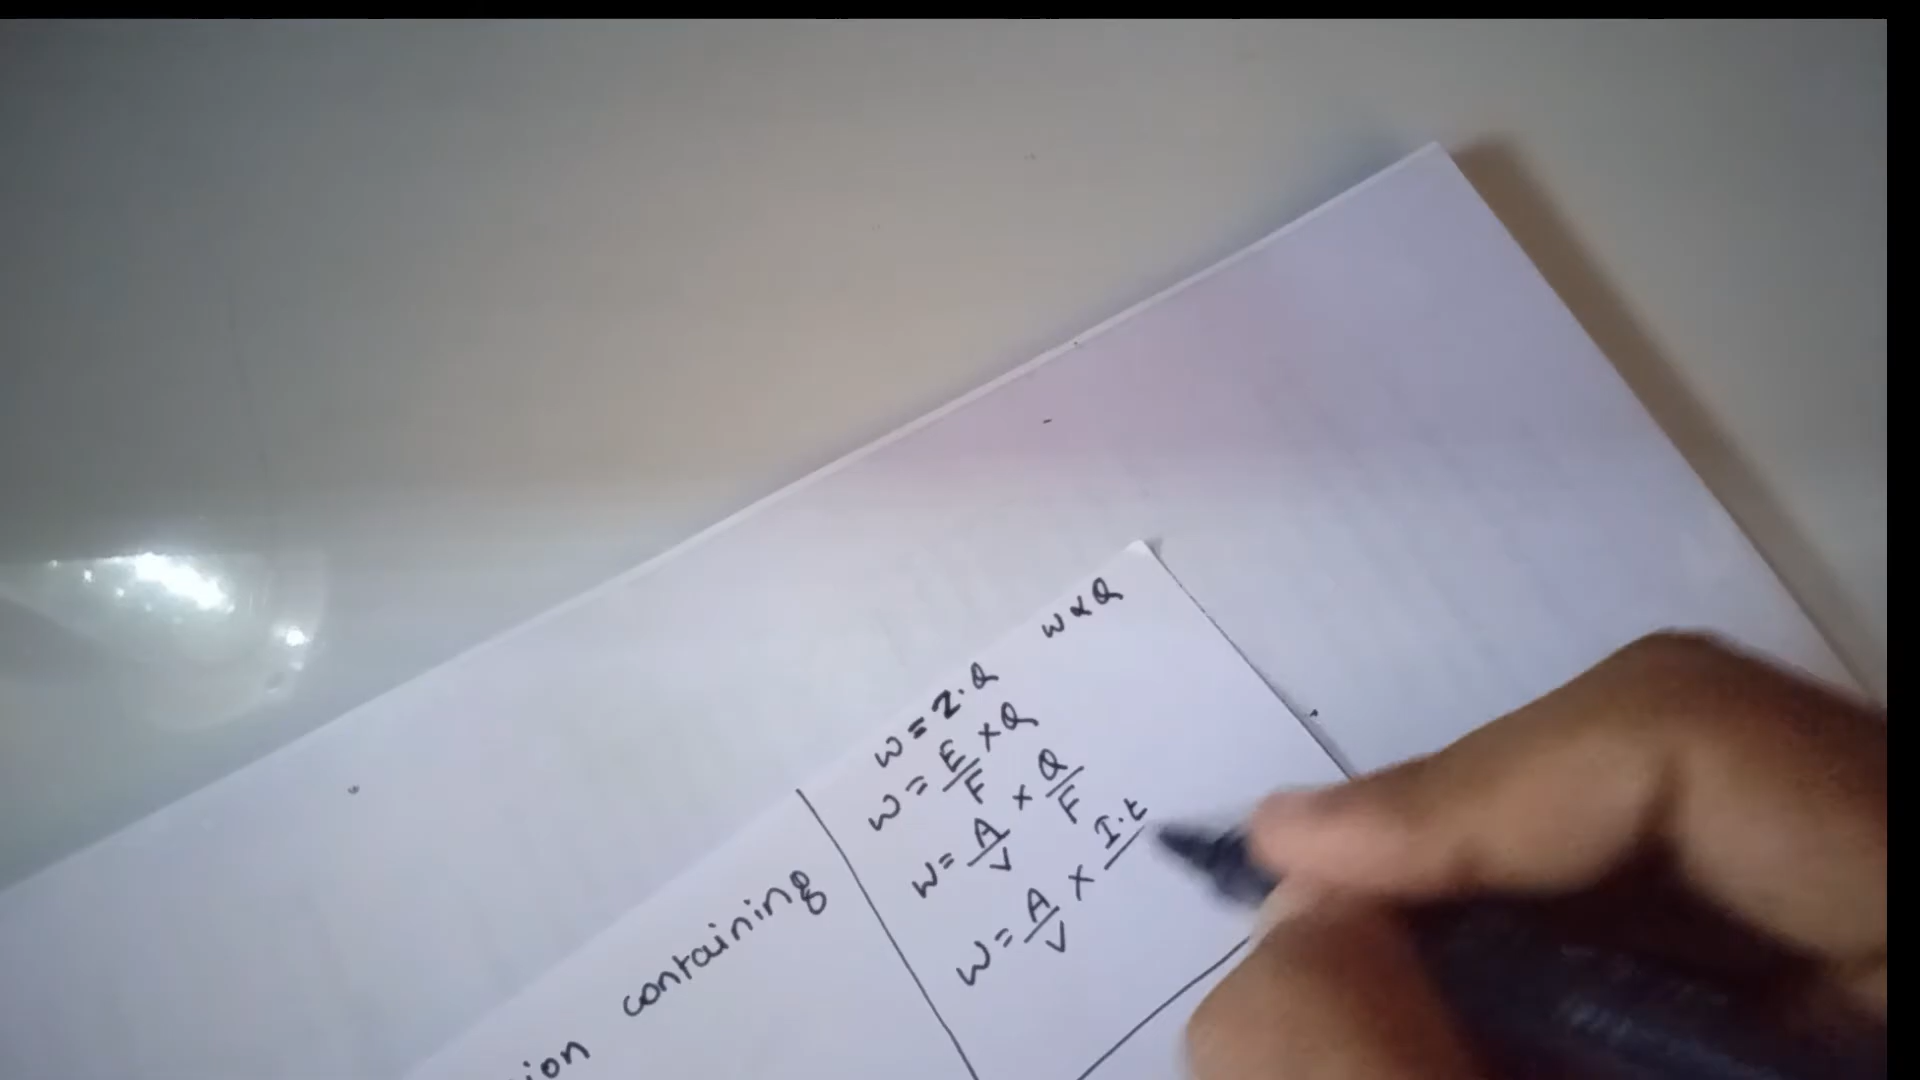 W α Q
W = Z.Q
W = E/F × Q
W = A/V × Q/F
W = A/V × I.t
containing
ion